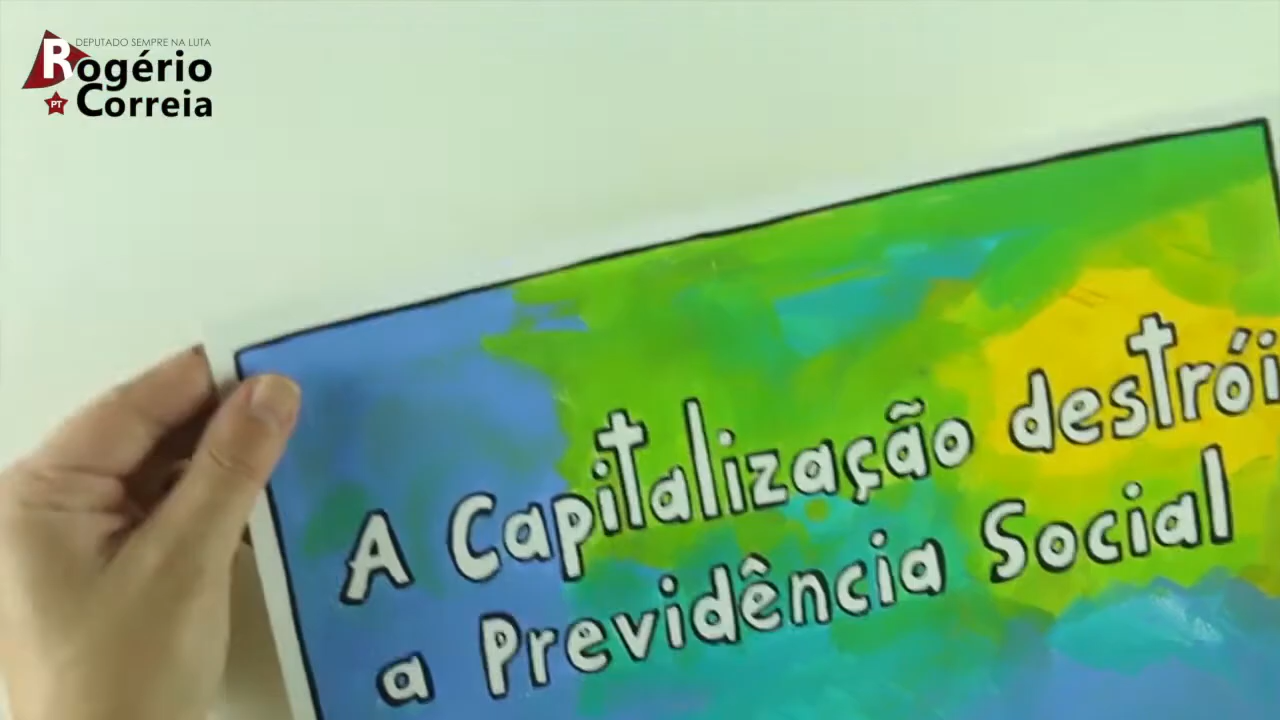 DEPUTADO SEMPRE NA LUTA
Rogério
PT Correia
A Capitalização destrói
a Previdência Social